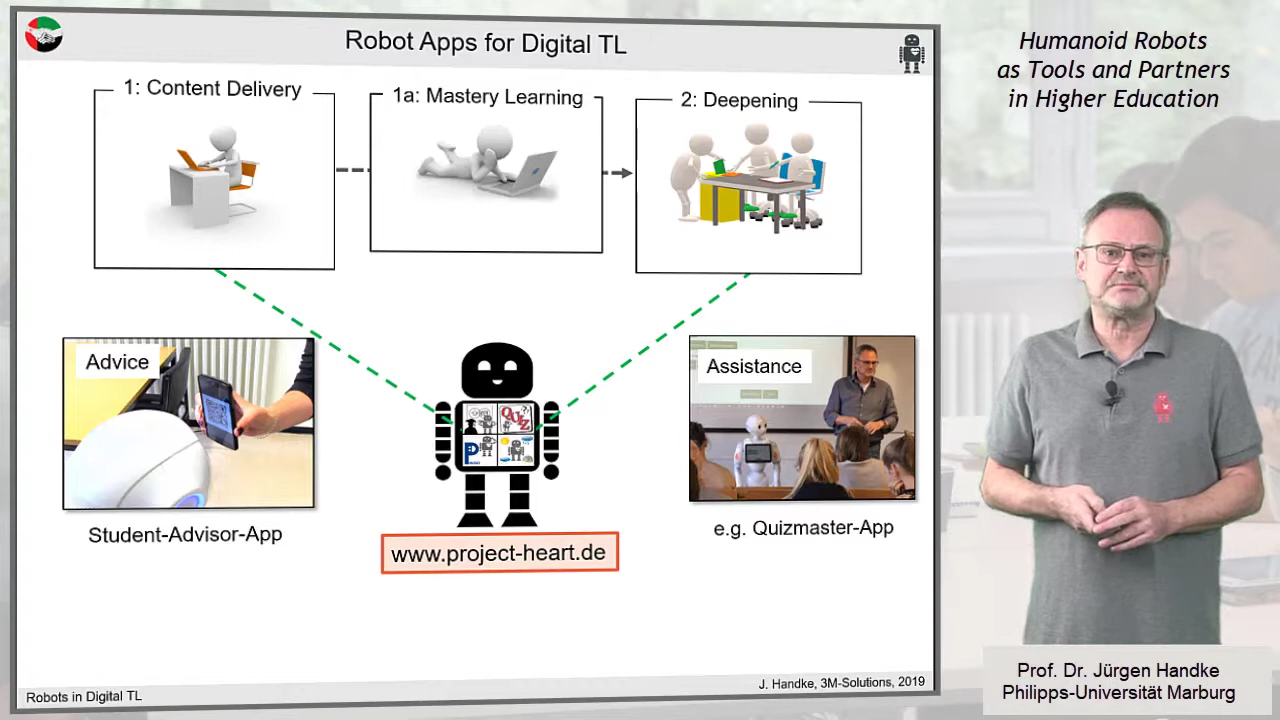 Robot Apps for Digital TL
1: Content Delivery
1a: Mastery Learning
2: Deepening
Advice
Student-Advisor-App
QUIZ
P
www.project-heart.de
Assistance
e.g. Quizmaster-App
Robots in Digital TL
J. Handke, 3M-Solutions, 2019
Humanoid Robots
as Tools and Partners
in Higher Education
Prof. Dr. Jürgen Handke
Philipps-Universität Marburg